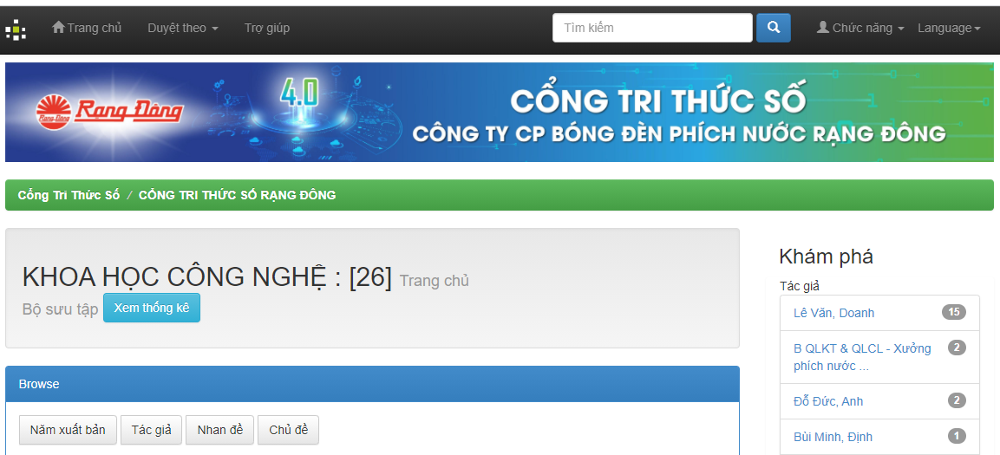 Trang chủ Duyệt theo Trợ giúp Tìm kiếm Chức năng Language
Rạng Đông Rạng Đông
4.0
CỔNG TRI THỨC SỐ
CÔNG TY CP BÓNG ĐÈN PHÍCH NƯỚC RẠNG ĐÔNG
Cổng Tri Thức Số / CỔNG TRI THỨC SỐ RẠNG ĐÔNG
KHOA HỌC CÔNG NGHỆ : [26] Trang chủ
Bộ sưu tập Xem thống kê
Browse
Năm xuất bản Tác giả Nhan đề Chủ đề
Khám phá
Tác giả
Lê Văn, Doanh 15
B QLKT & QLCL - Xưởng 2
phích nước ...
Đỗ Đức, Anh 2
Bùi Minh, Định 1